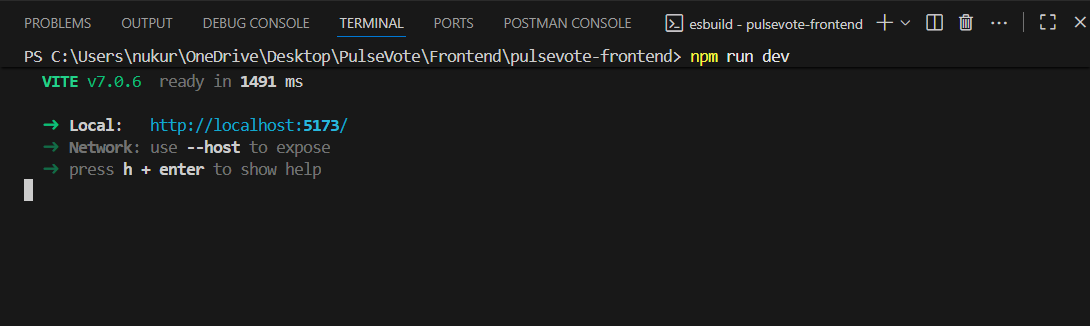 PROBLEMS OUTPUT DEBUG CONSOLE TERMINAL PORTS POSTMAN CONSOLE esbuild - pulsevote-frontend
PS C:\Users\nukur\OneDrive\Desktop\PulseVote\Frontend\pulsevote-frontend> npm run dev
VITE v7.0.6 ready in 1491 ms
➜ Local: http://localhost:5173/
➜ Network: use --host to expose
➜ press h + enter to show help